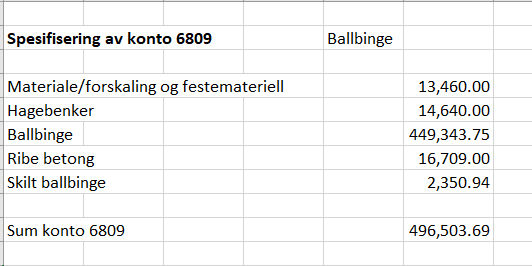 Spesifisering av konto 6809 Ballbinge
Materiale/forskaling og festemateriell 13,460.00
Hagebenker 14,640.00
Ballbinge 449,343.75
Ribe betong 16,709.00
Skilt ballbinge 2,350.94
Sum konto 6809 496,503.69